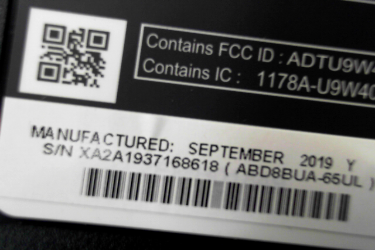 Contains FCC ID : ADTU9W4
Contains IC : 1178A-U9W40
MANUFACTURED: SEPTEMBER 2019 Y
S/N XA2A1937168618 ( ABD8BUA-65UL )